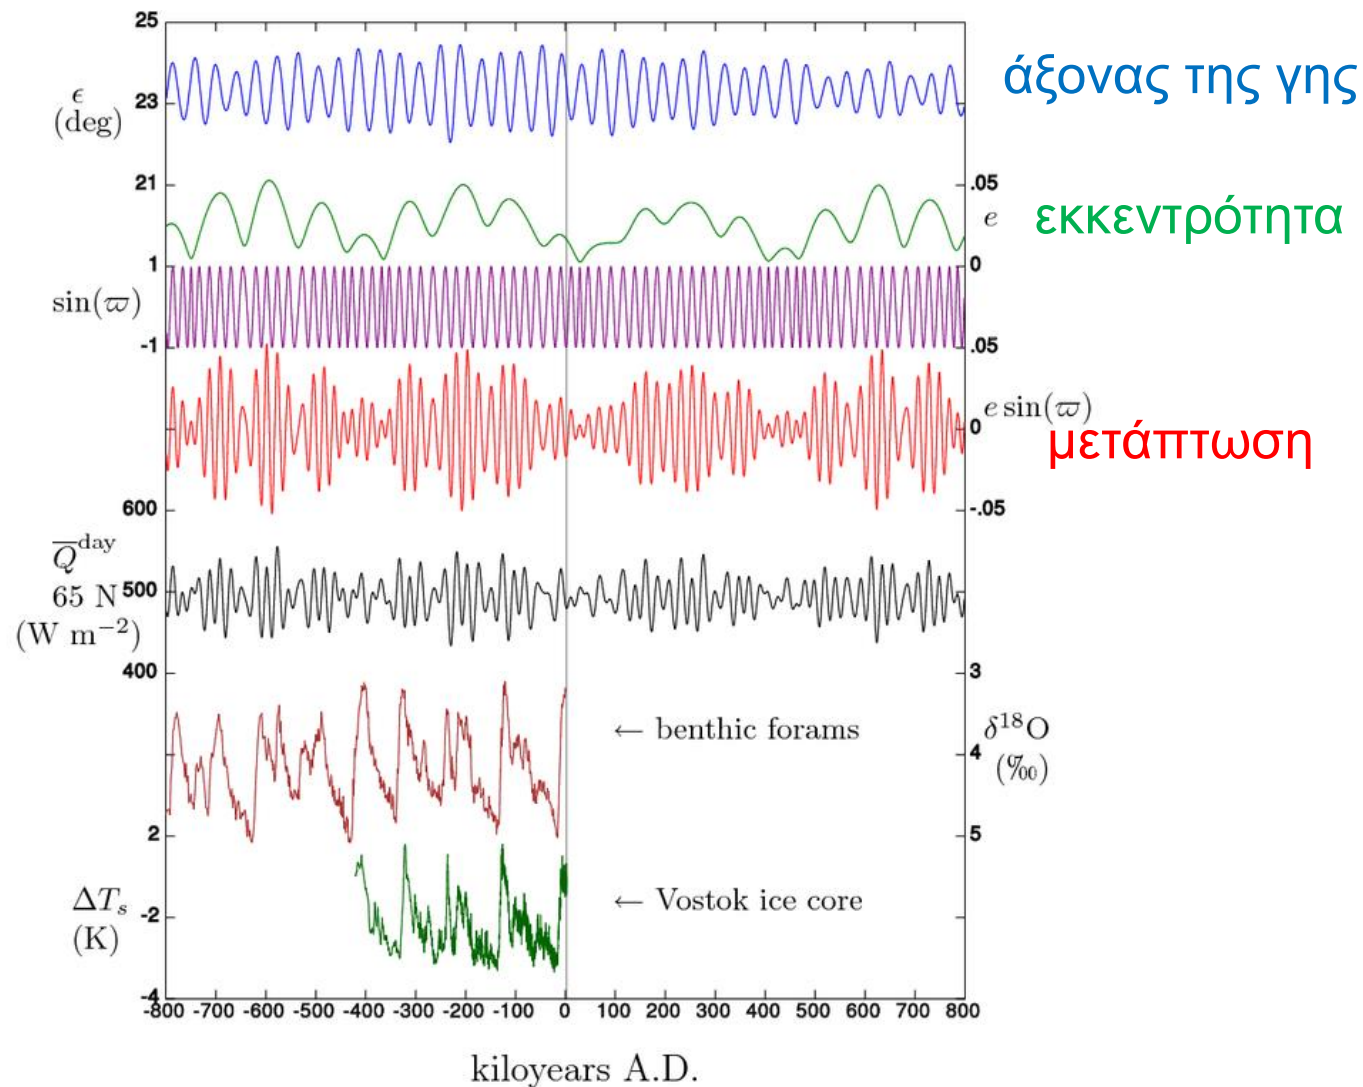 25
ϵ
(deg)
23
21
άξονας της γης
.05
e
0
εκκεντρότητα
1
sin(ϖ)
-1
.05
e sin(ϖ)
0
μετάπτωση
-.05
600
Q̅ day
65 N
500
(W m−2)
400
← benthic forams
3
δ18O
4
(‰)
5
2
ΔTs
-2
(K)
-4
← Vostok ice core
-800 -700 -600 -500 -400 -300 -200 -100 0 100 200 300 400 500 600 700 800
kiloyears A.D.